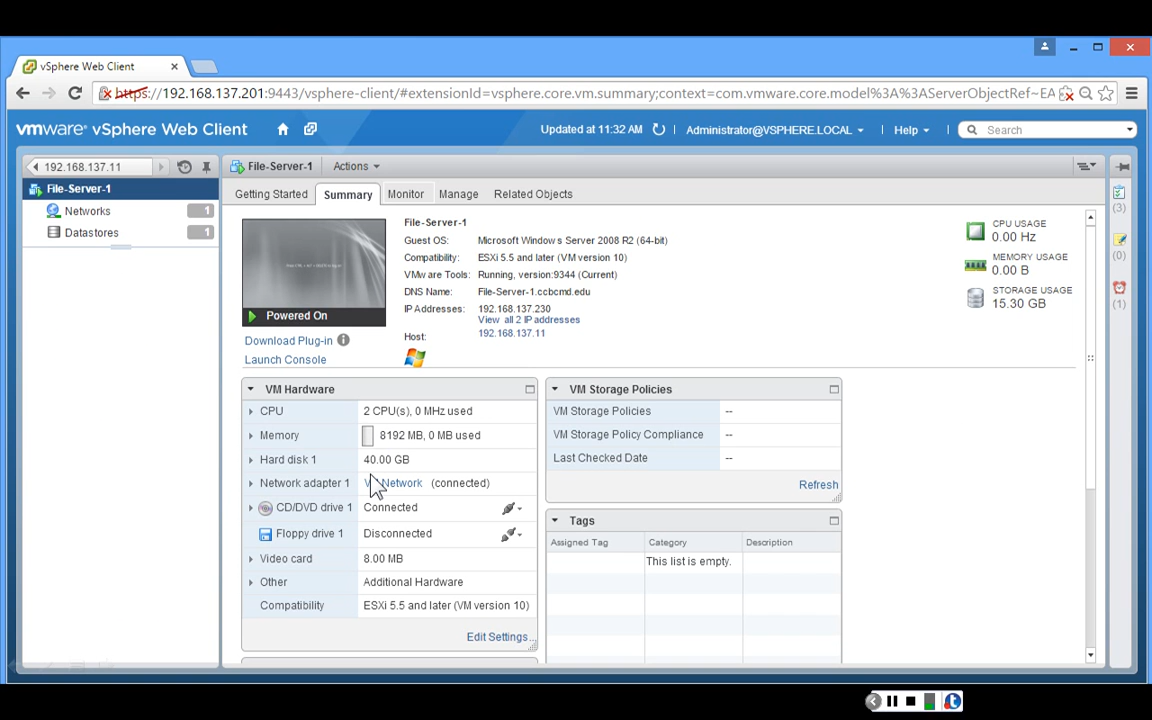 vSphere Web Client
https://192.168.137.201:9443/vsphere-client/#extensionId=vsphere.core.vm.summary;context=com.vmware.core.model%3A%3AServerObjectRef~EA
vmware® vSphere Web Client
Updated at 11:32 AM
Administrator@VSPHERE.LOCAL
Help
Search
192.168.137.11
File-Server-1
Actions
File-Server-1
Networks 1
Datastores 1
Getting Started
Summary
Monitor
Manage
Related Objects
Powered On
Download Plug-in
Launch Console
File-Server-1
Guest OS: Microsoft Windows Server 2008 R2 (64-bit)
Compatibility: ESXi 5.5 and later (VM version 10)
VMware Tools: Running, version:9344 (Current)
DNS Name: File-Server-1.ccbcmd.edu
IP Addresses: 192.168.137.230
View all 2 IP addresses
Host: 192.168.137.11
CPU USAGE
0.00 Hz
MEMORY USAGE
0.00 B
STORAGE USAGE
15.30 GB
(3)
(0)
(1)
VM Hardware
CPU 2 CPU(s), 0 MHz used
Memory 8192 MB, 0 MB used
Hard disk 1 40.00 GB
Network adapter 1 Network (connected)
CD/DVD drive 1 Connected
Floppy drive 1 Disconnected
Video card 8.00 MB
Other Additional Hardware
Compatibility ESXi 5.5 and later (VM version 10)
Edit Settings...
VM Storage Policies
VM Storage Policies --
VM Storage Policy Compliance --
Last Checked Date --
Refresh
Tags
Assigned Tag Category Description
This list is empty.